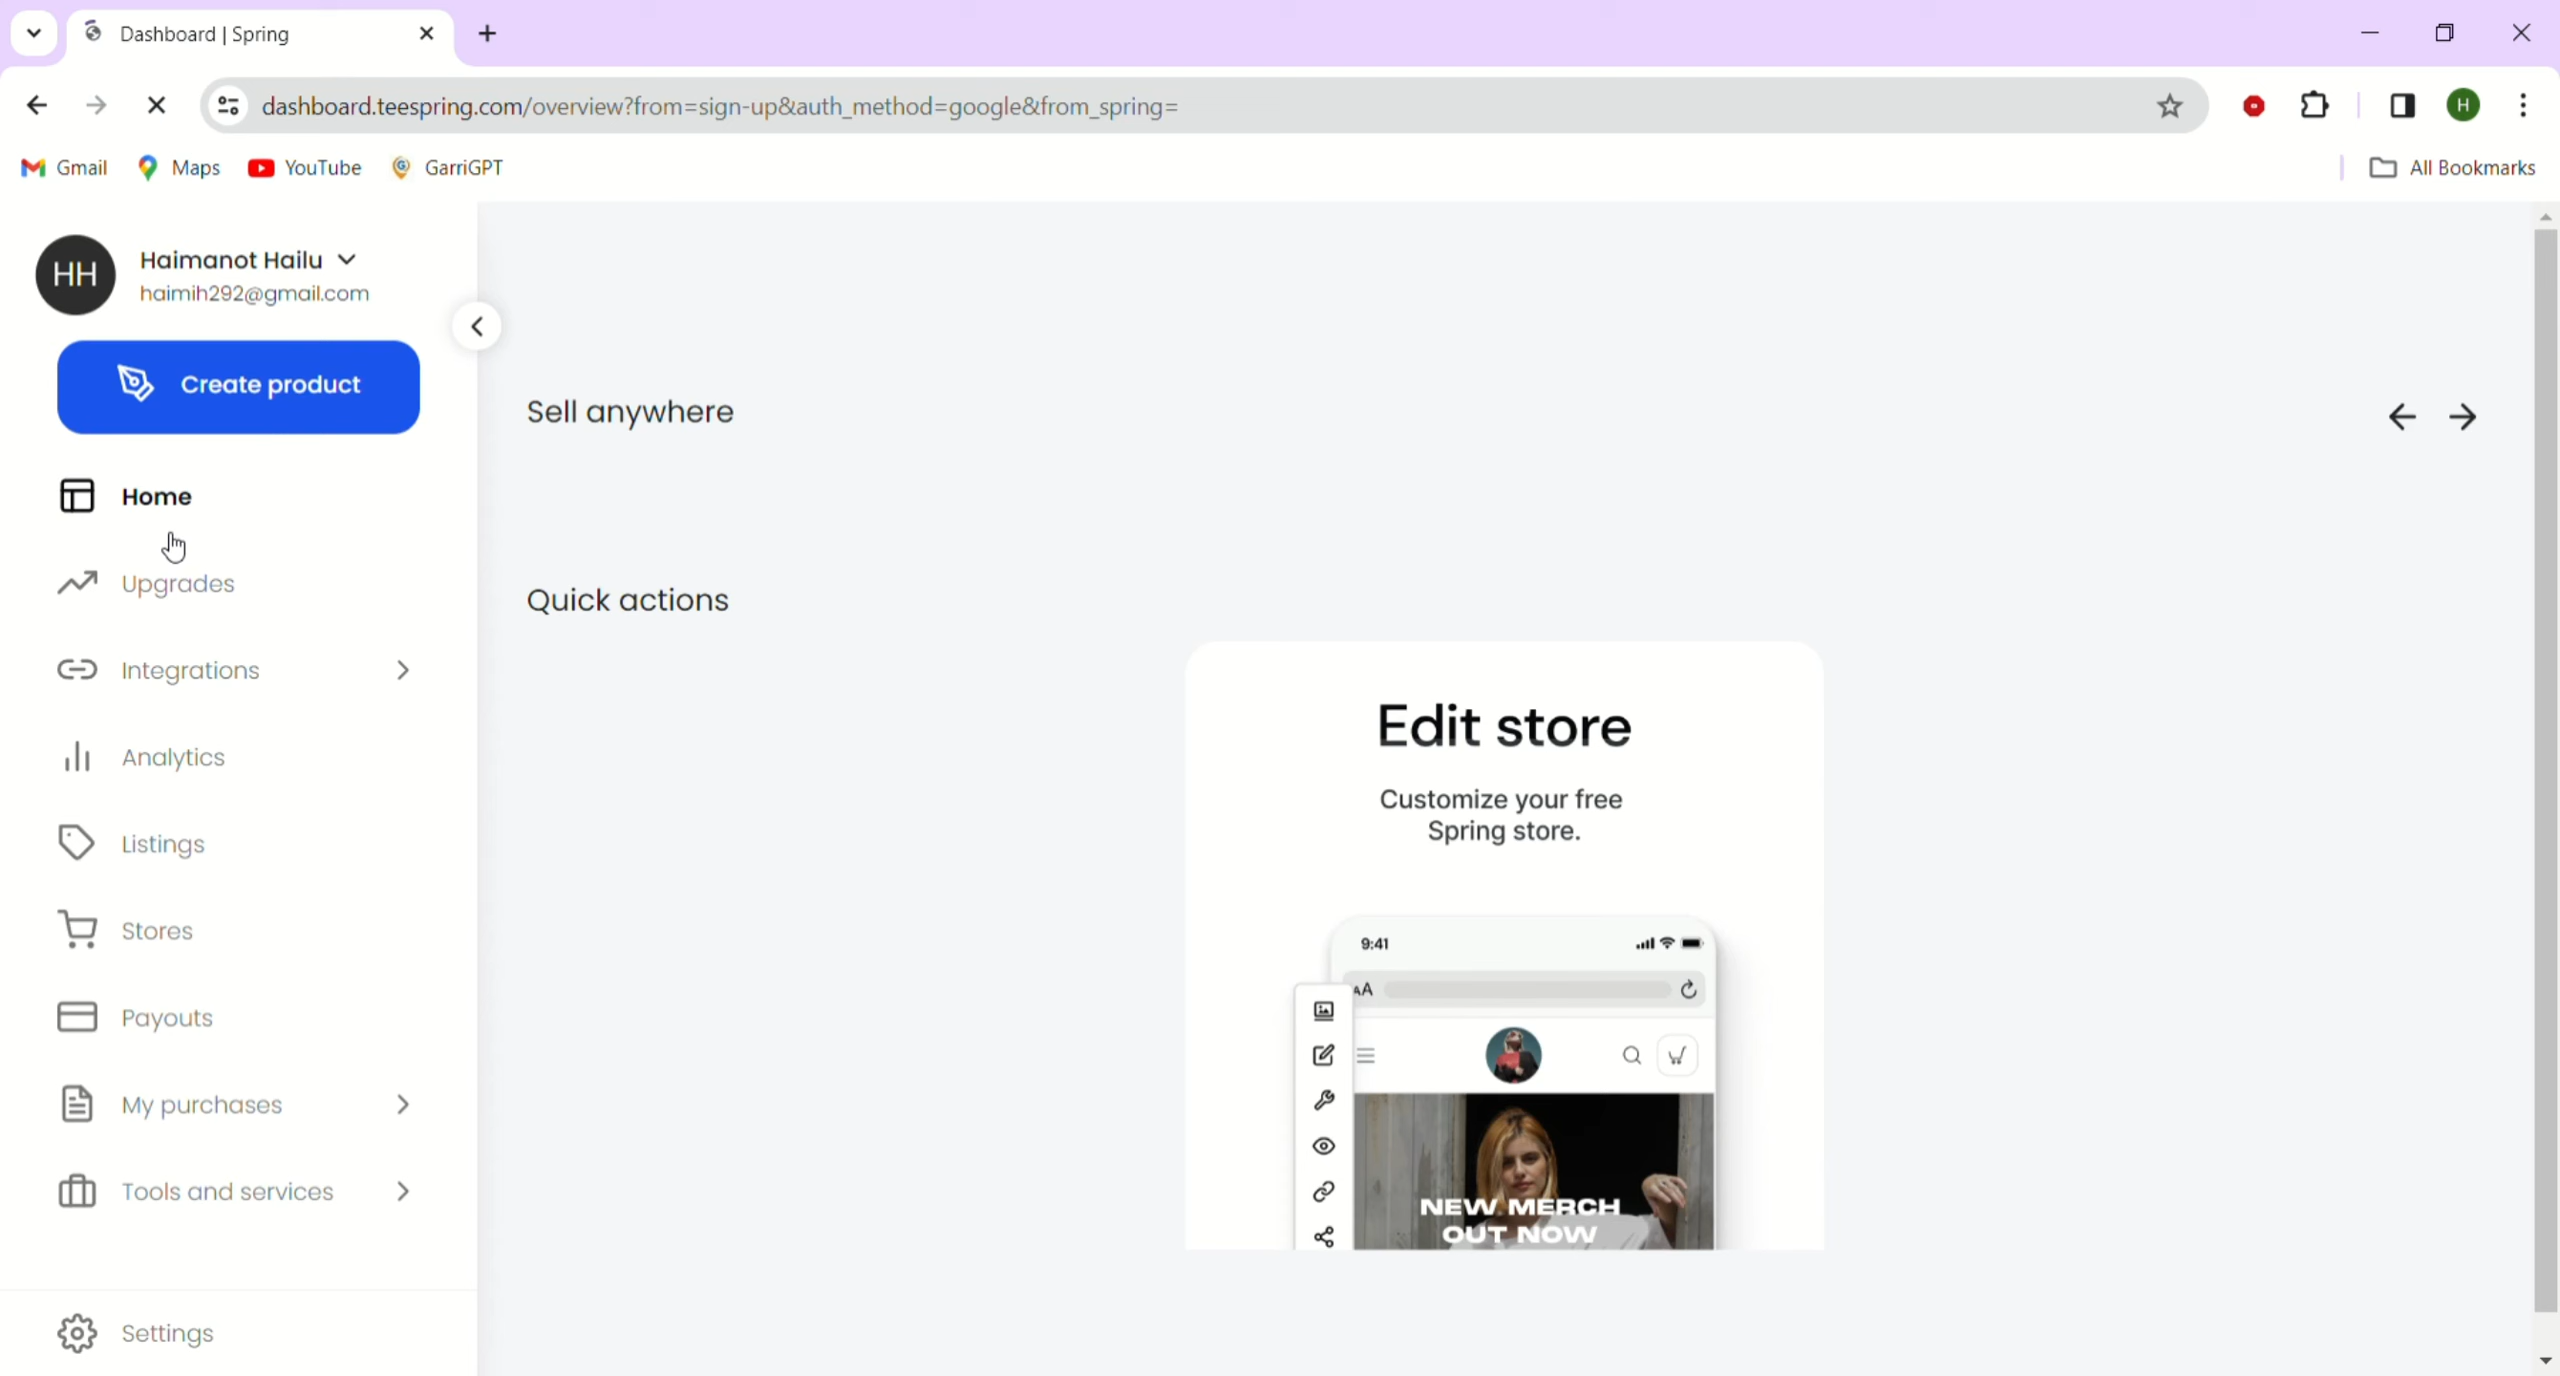 Dashboard | Spring
dashboard.teespring.com/overview?from=sign-up&auth_method=google&from_spring=
H
Gmail
Maps
YouTube
GarriGPT
All Bookmarks
HH
Haimanot Hailu
haimih292@gmail.com
Create product
Home
Upgrades
Integrations
Analytics
Listings
Stores
Payouts
My purchases
Tools and services
Settings
Sell anywhere
Quick actions
Edit store
Customize your free
Spring store.
9:41
AA
NEW MERCH
OUT NOW